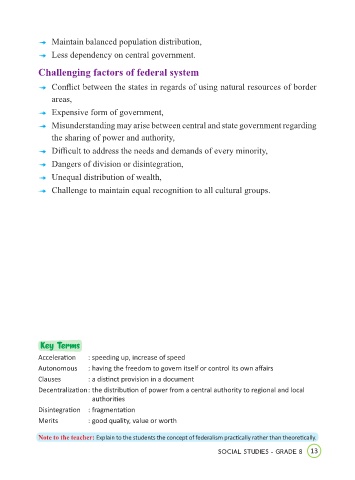 Maintain balanced population distribution,
Less dependency on central government.
Challenging factors of federal system
Conflict between the states in regards of using natural resources of border
areas,
Expensive form of government,
Misunderstanding may arise between central and state government regarding
the sharing of power and authority,
Difficult to address the needs and demands of every minority,
Dangers of division or disintegration,
Unequal distribution of wealth,
Challenge to maintain equal recognition to all cultural groups.
Key Terms
Acceleration : speeding up, increase of speed
Autonomous : having the freedom to govern itself or control its own affairs
Clauses : a distinct provision in a document
Decentralization : the distribution of power from a central authority to regional and local
authorities
Disintegration : fragmentation
Merits : good quality, value or worth
Note to the teacher: Explain to the students the concept of federalism practically rather than theoretically.
SOCIAL STUDIES - GRADE 8 13